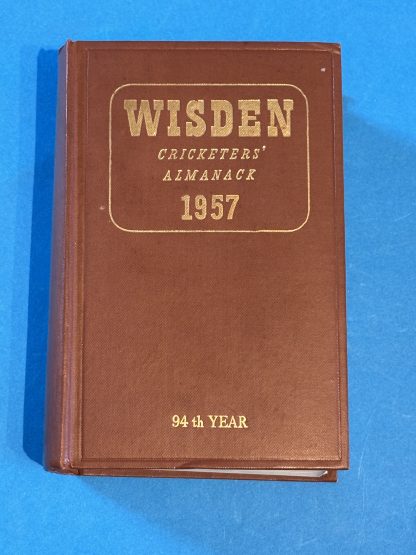 WISDEN
CRICKETERS'
ALMANACK
1957
94 th YEAR